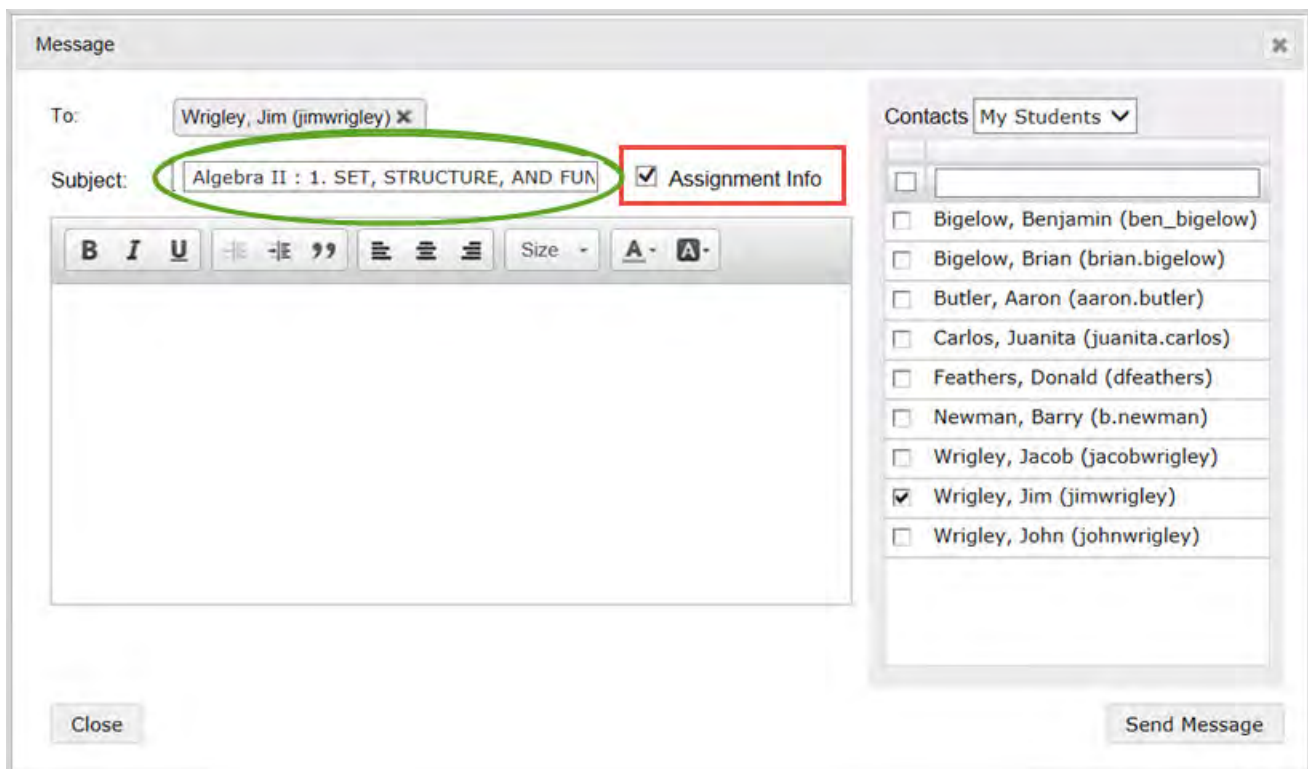 Message
To: Wrigley, Jim (jimwrigley)
Subject: Algebra II : 1. SET, STRUCTURE, AND FUN Assignment Info
B I U Size A A
Contacts My Students
Bigelow, Benjamin (ben_bigelow)
Bigelow, Brian (brian.bigelow)
Butler, Aaron (aaron.butler)
Carlos, Juanita (juanita.carlos)
Feathers, Donald (dfeathers)
Newman, Barry (b.newman)
Wrigley, Jacob (jacobwrigley)
Wrigley, Jim (jimwrigley)
Wrigley, John (johnwrigley)
Close
Send Message